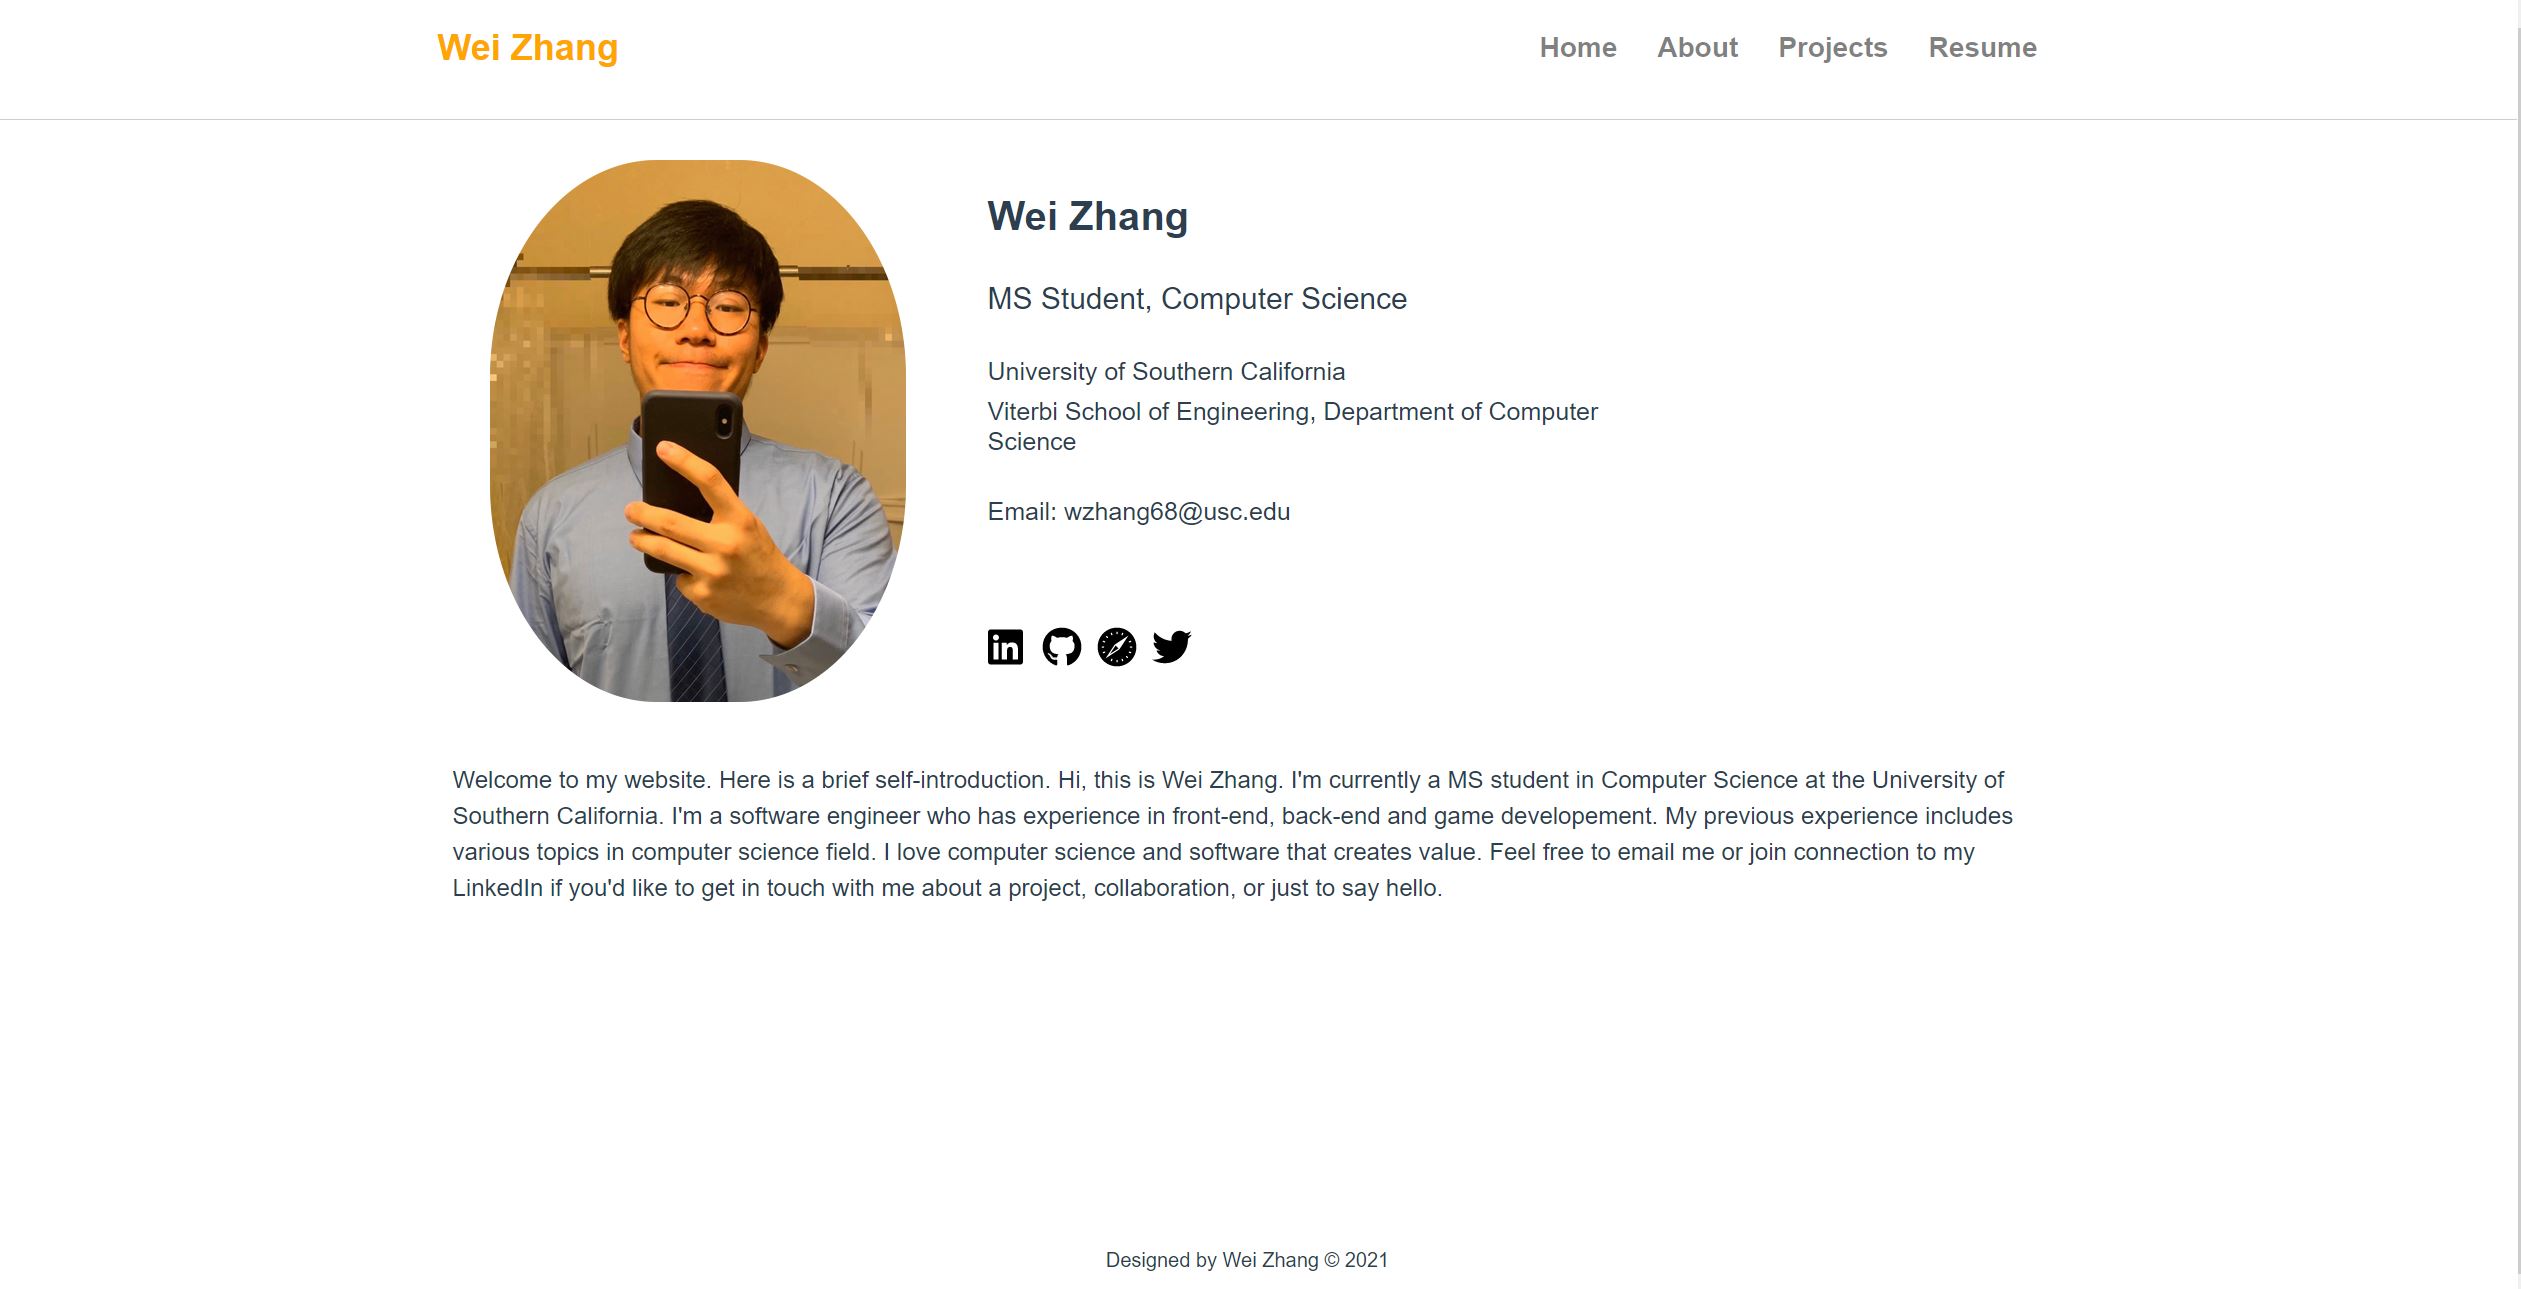 Wei Zhang
Home About Projects Resume
Wei Zhang
MS Student, Computer Science
University of Southern California
Viterbi School of Engineering, Department of Computer
Science
Email: wzhang68@usc.edu
in
Welcome to my website. Here is a brief self-introduction. Hi, this is Wei Zhang. I'm currently a MS student in Computer Science at the University of
Southern California. I'm a software engineer who has experience in front-end, back-end and game developement. My previous experience includes
various topics in computer science field. I love computer science and software that creates value. Feel free to email me or join connection to my
LinkedIn if you'd like to get in touch with me about a project, collaboration, or just to say hello.
Designed by Wei Zhang © 2021